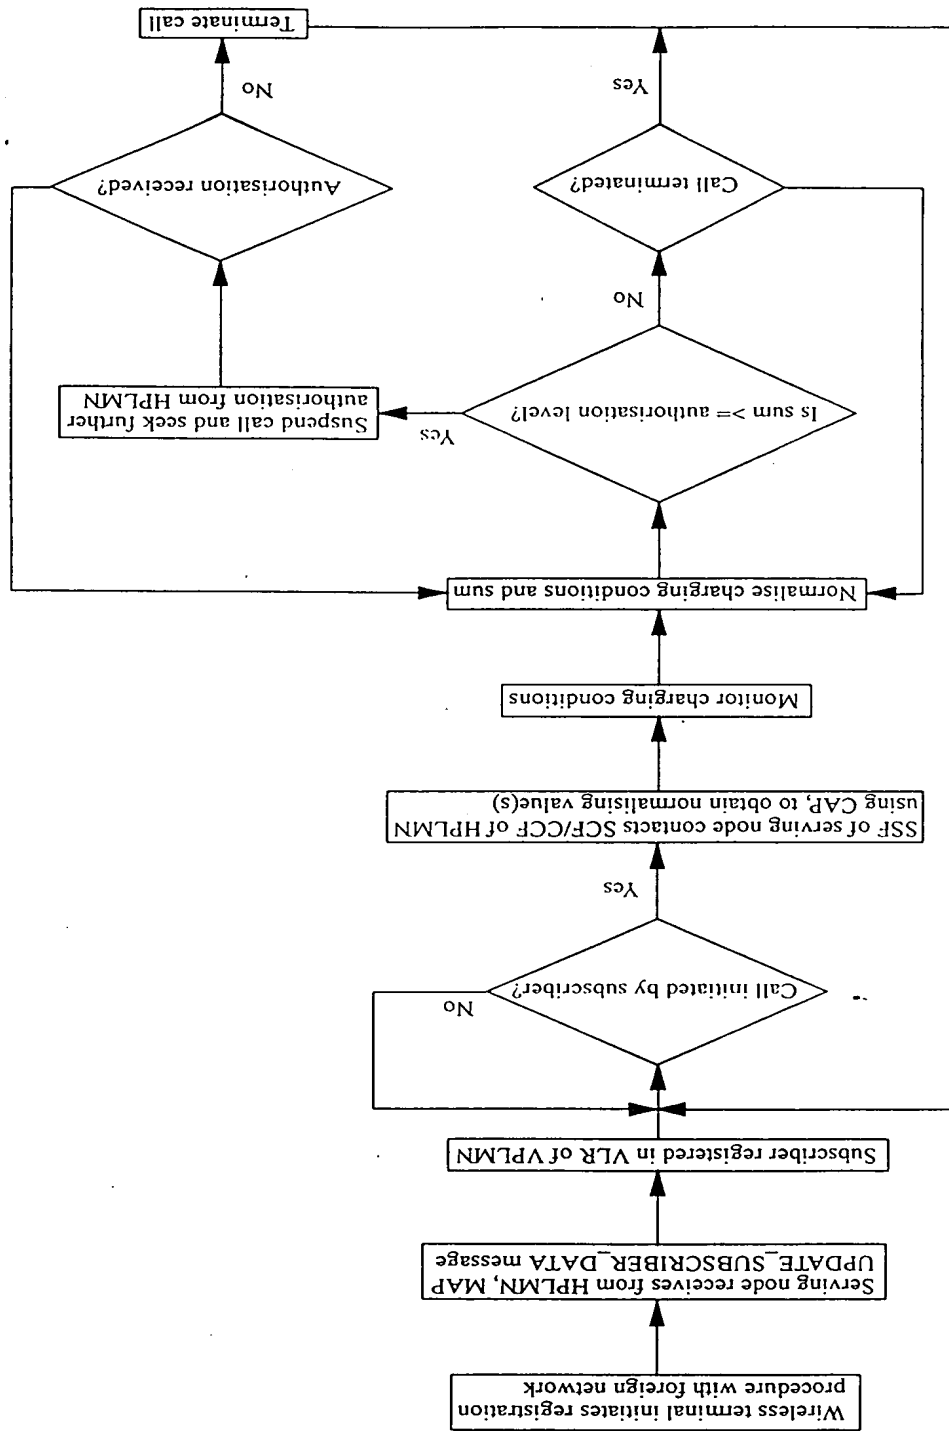 Wireless terminal initiates registration
procedure with foreign network
Serving node receives from HPLMN, MAP
UPDATE_SUBSCRIBER_DATA message
Subscriber registered in VLR of VPLMN
Call initiated by subscriber?
No
Yes
SSF of serving node contacts SCF/CCF of HPLMN
using CAP, to obtain normalising value(s)
Monitor charging conditions
Normalise charging conditions and sum
Is sum >= authorisation level?
Yes
Suspend call and seek further
authorisation from HPLMN
No
Call terminated?
Authorisation received?
Yes
No
Terminate call